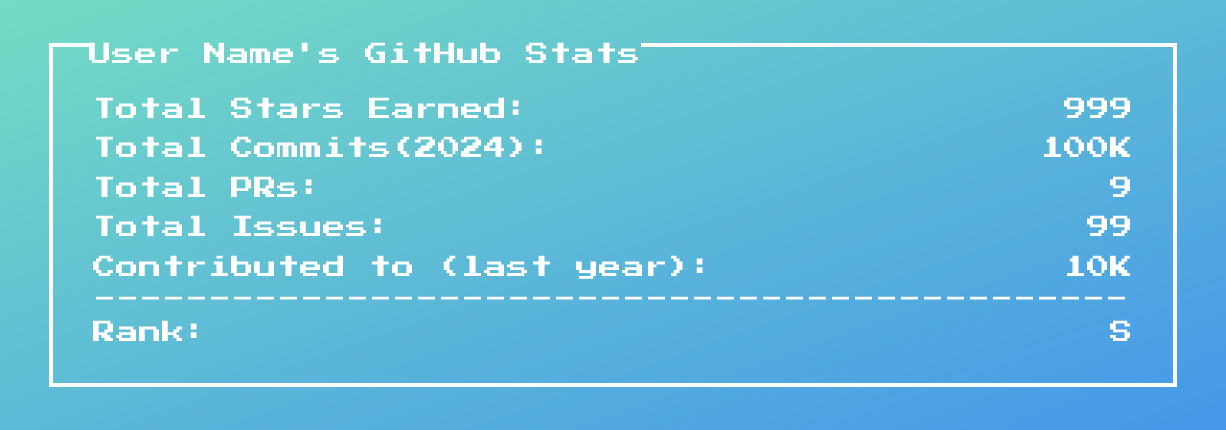 User Name's GitHub Stats
Total Stars Earned: 999
Total Commits(2024): 100K
Total PRs: 9
Total Issues: 99
Contributed to (last year): 10K
----------------------------------------------
Rank: S